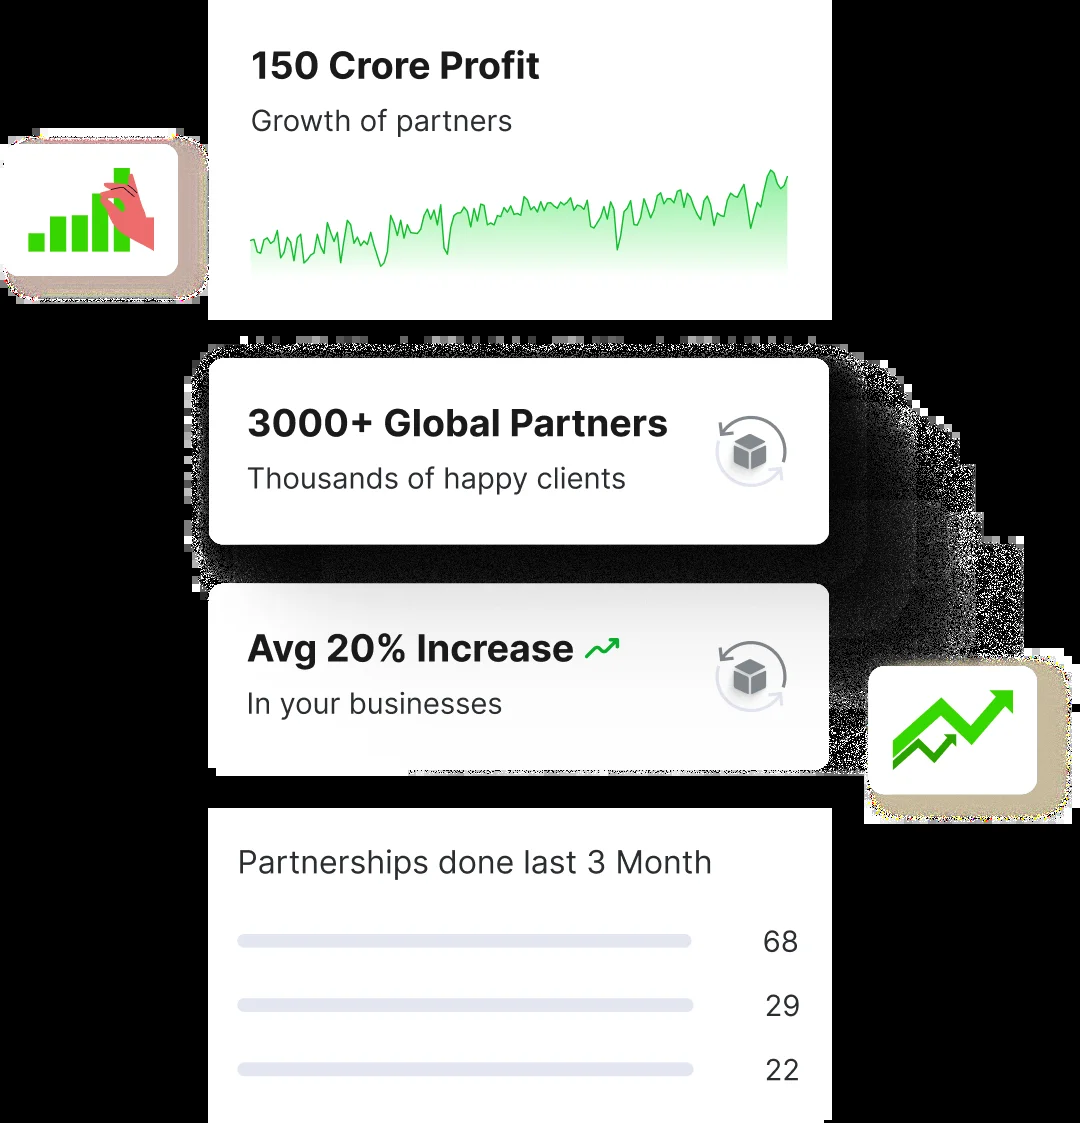 150 Crore Profit
Growth of partners
3000+ Global Partners
Thousands of happy clients
Avg 20% Increase
In your businesses
Partnerships done last 3 Month
68
29
22